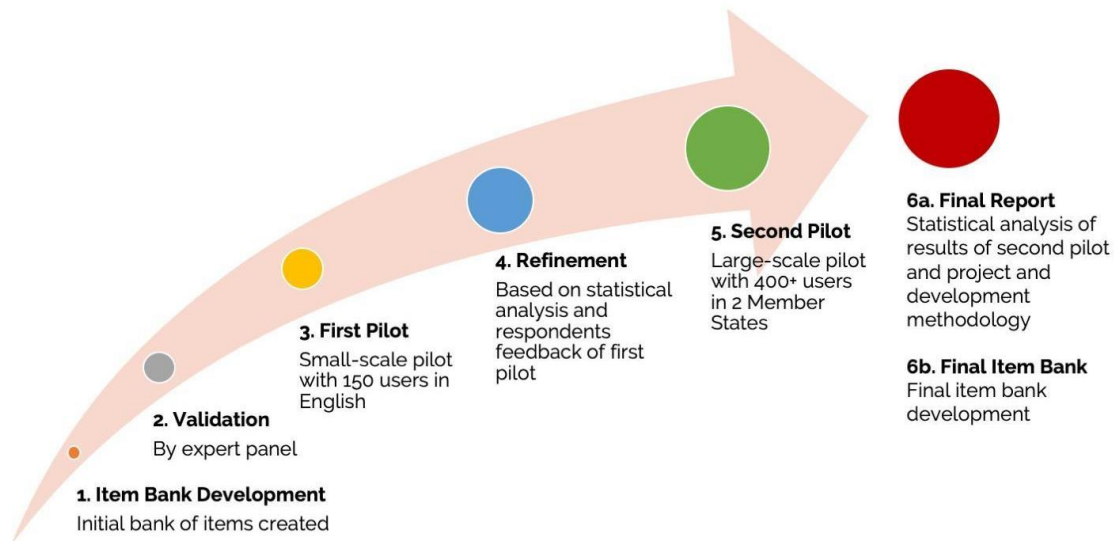 1. Item Bank Development
Initial bank of items created
2. Validation
By expert panel
3. First Pilot
Small-scale pilot
with 150 users in
English
4. Refinement
Based on statistical
analysis and
respondents
feedback of first
pilot
5. Second Pilot
Large-scale pilot
with 400+ users
in 2 Member
States
6a. Final Report
Statistical analysis of
results of second pilot
and project and
development
methodology
6b. Final Item Bank
Final item bank
development